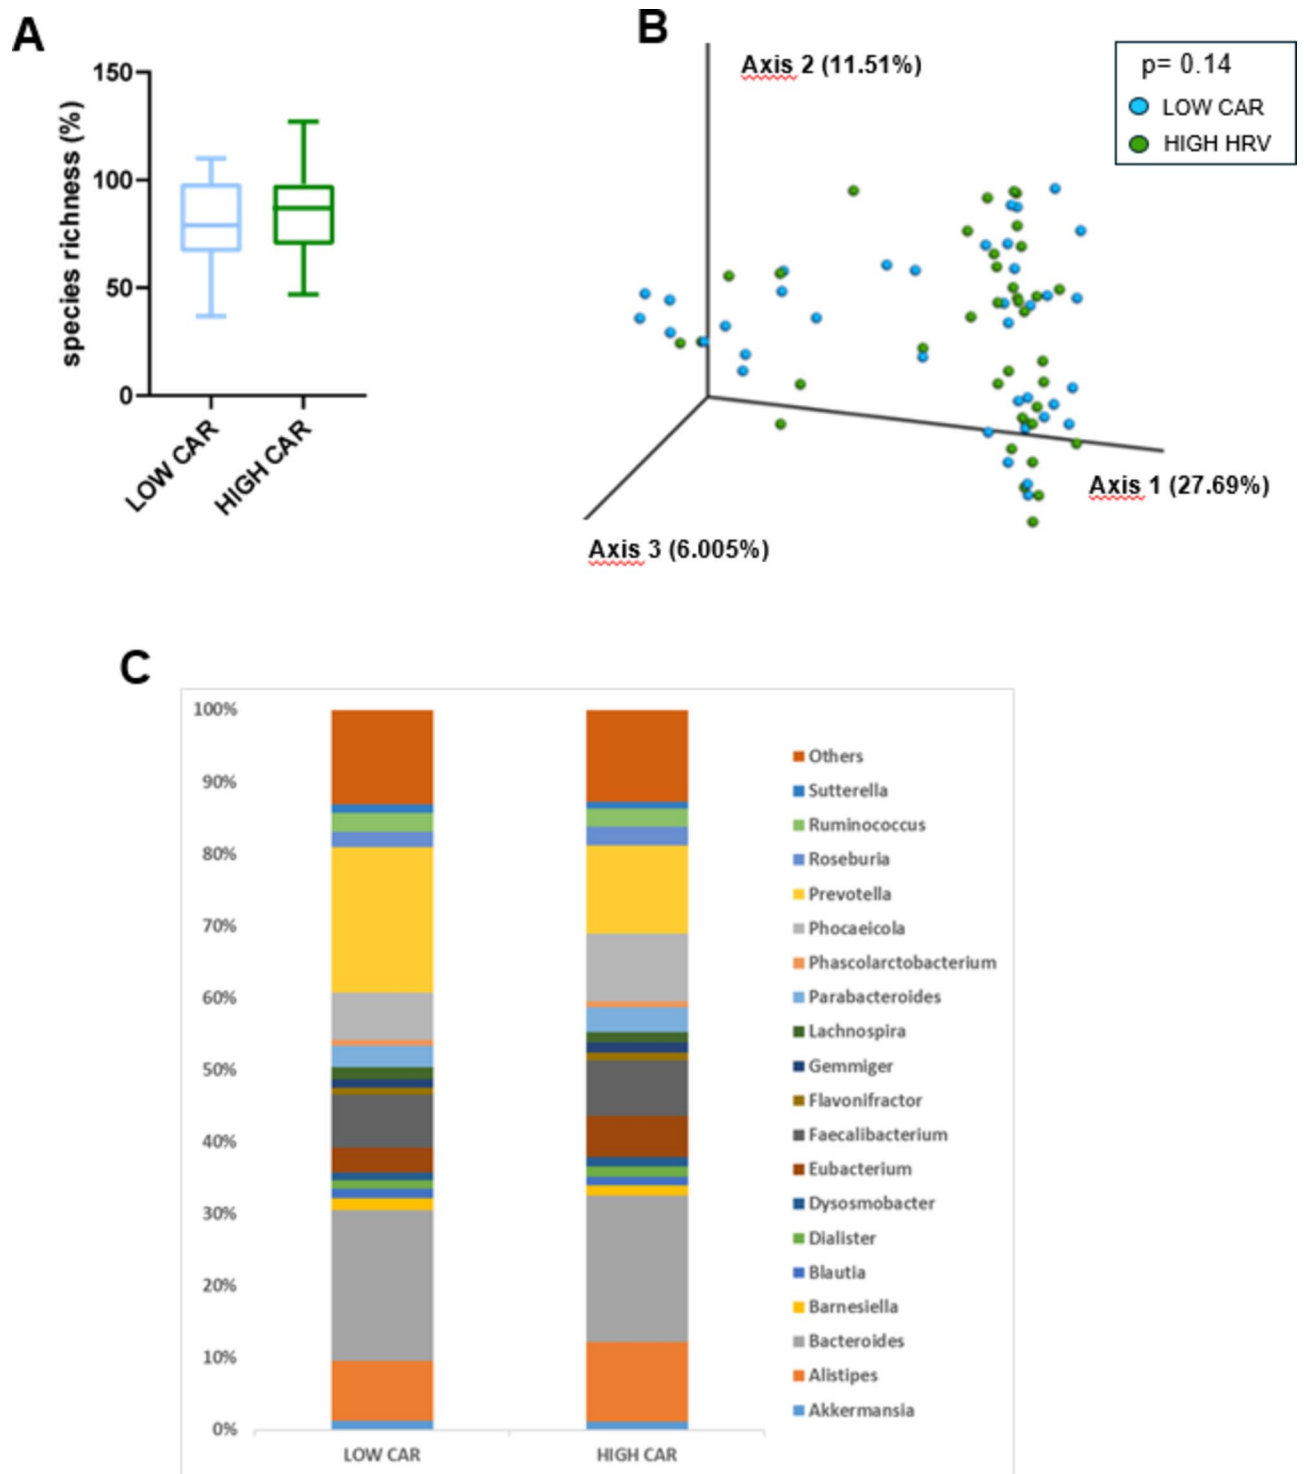 A
150
100
50
0
species richness (%)
LOW CAR
HIGH CAR
B
Axis 2 (11.51%)
p= 0.14
LOW CAR
HIGH HRV
Axis 1 (27.69%)
Axis 3 (6.005%)
C
100%
90%
80%
70%
60%
50%
40%
30%
20%
10%
0%
LOW CAR
HIGH CAR
Others
Sutterella
Ruminococcus
Roseburia
Prevotella
Phocaeicola
Phascolarctobacterium
Parabacteroides
Lachnospira
Gemmiger
Flavonifractor
Faecalibacterium
Eubacterium
Dysosmobacter
Dialister
Blautia
Barnesiella
Bacteroides
Alistipes
Akkermansia